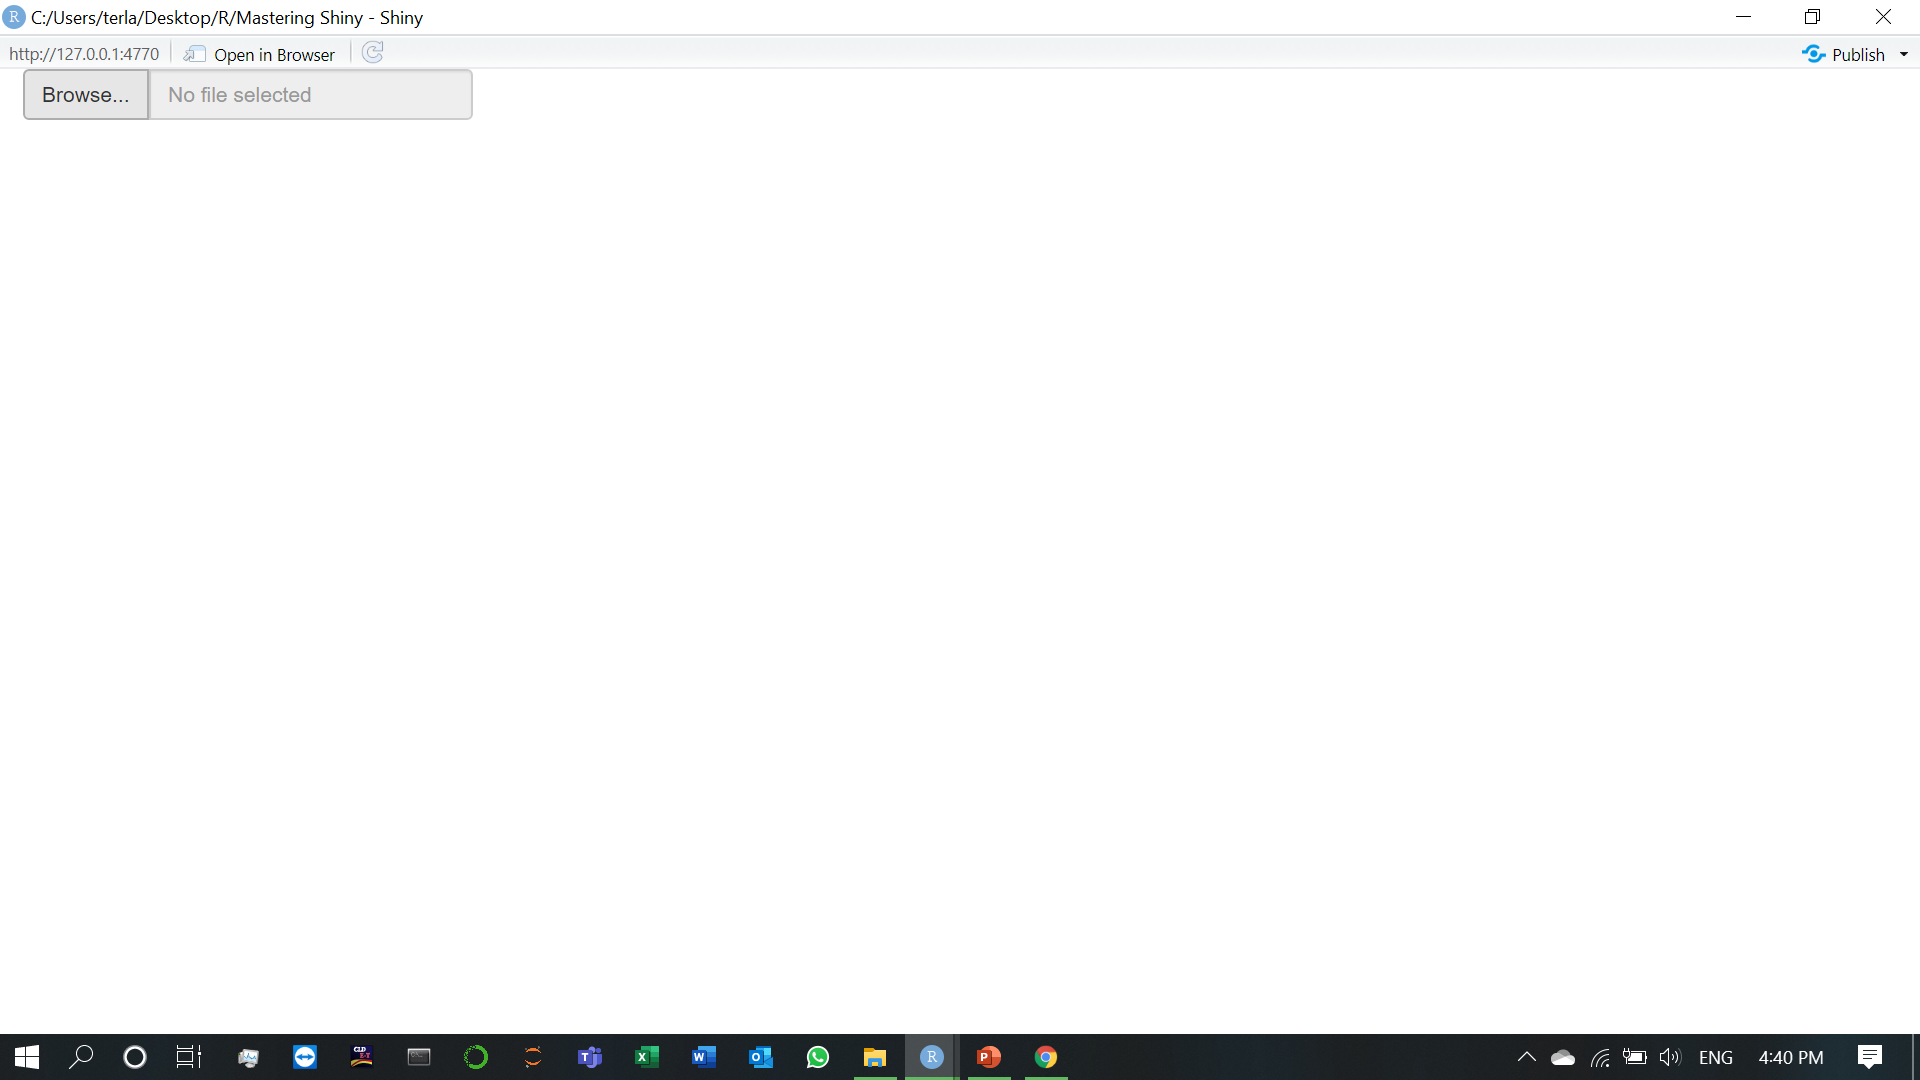 R C:/Users/terla/Desktop/R/Mastering Shiny - Shiny
http://127.0.0.1:4770 Open in Browser Publish
Browse... No file selected
CLD E-T T X W O R P ENG 4:40 PM